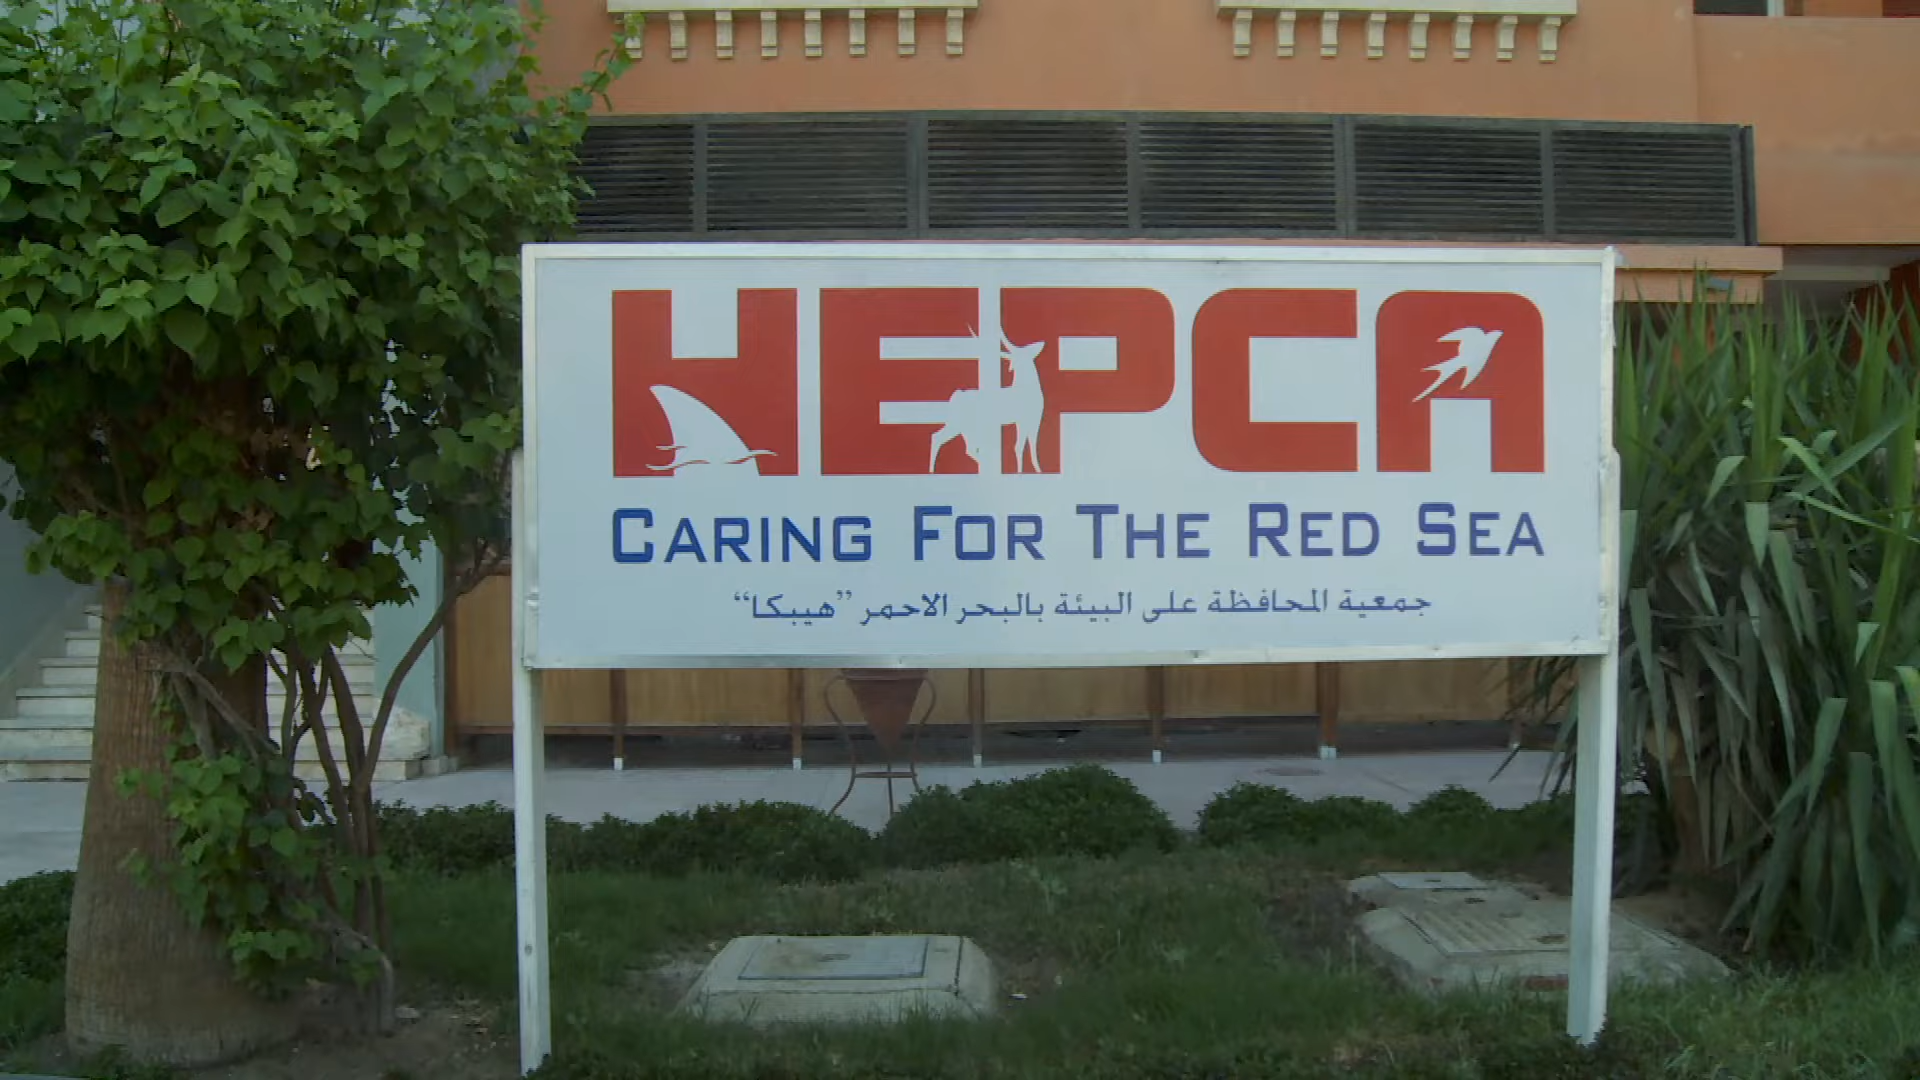 HEPCA
CARING FOR THE RED SEA
جمعية المحافظة على البيئة بالبحر الاحمر "هيبكا"